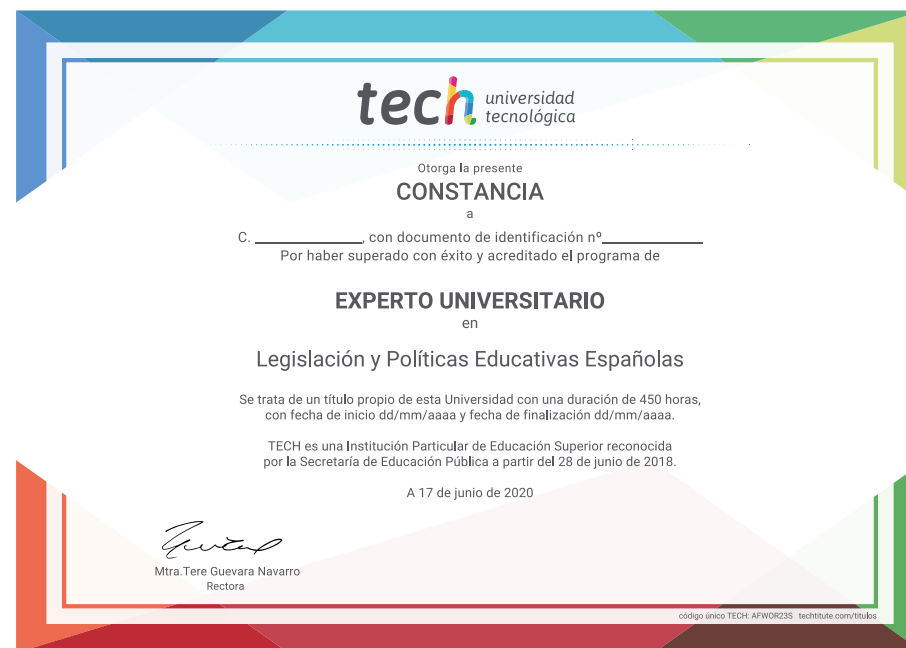 tech universidad
tecnológica
Otorga la presente
CONSTANCIA
a
C. ____________, con documento de identificación nº____________
Por haber superado con éxito y acreditado el programa de
EXPERTO UNIVERSITARIO
en
Legislación y Políticas Educativas Españolas
Se trata de un título propio de esta Universidad con una duración de 450 horas,
con fecha de inicio dd/mm/aaaa y fecha de finalización dd/mm/aaaa.
TECH es una Institución Particular de Educación Superior reconocida
por la Secretaría de Educación Pública a partir del 28 de junio de 2018.
A 17 de junio de 2020
Mtra.Tere Guevara Navarro
Rectora
código único TECH: AFWOR23S techtitute.com/titulos